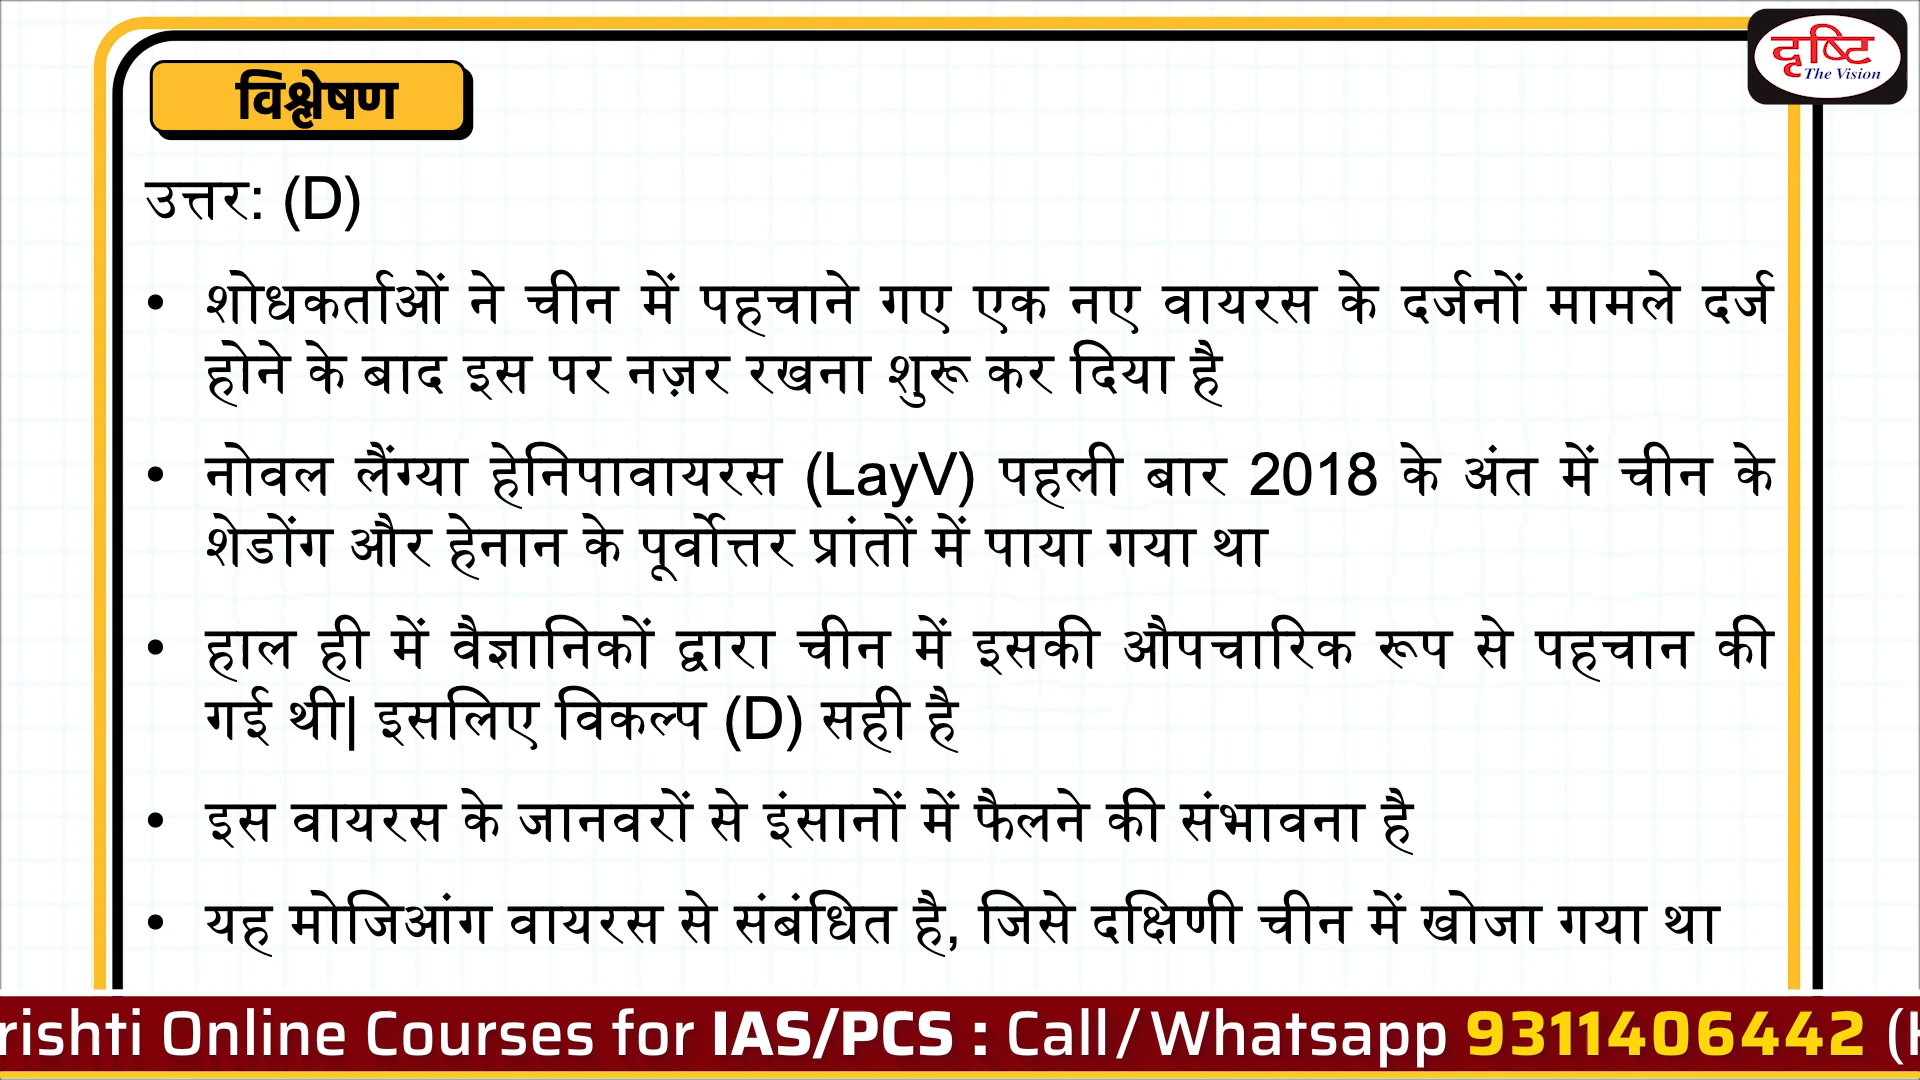 दृष्टि
The Vision
विश्लेषण
उत्तर: (D)
• शोधकर्ताओं ने चीन में पहचाने गए एक नए वायरस के दर्जनों मामले दर्ज
होने के बाद इस पर नज़र रखना शुरू कर दिया है
• नोवल लैंग्या हेनिपावायरस (LayV) पहली बार 2018 के अंत में चीन के
शेडोंग और हेनान के पूर्वोत्तर प्रांतों में पाया गया था
• हाल ही में वैज्ञानिकों द्वारा चीन में इसकी औपचारिक रूप से पहचान की
गई थी| इसलिए विकल्प (D) सही है
• इस वायरस के जानवरों से इंसानों में फैलने की संभावना है
• यह मोजिआंग वायरस से संबंधित है, जिसे दक्षिणी चीन में खोजा गया था
rishti Online Courses for IAS/PCS : Call/Whatsapp 9311406442 (